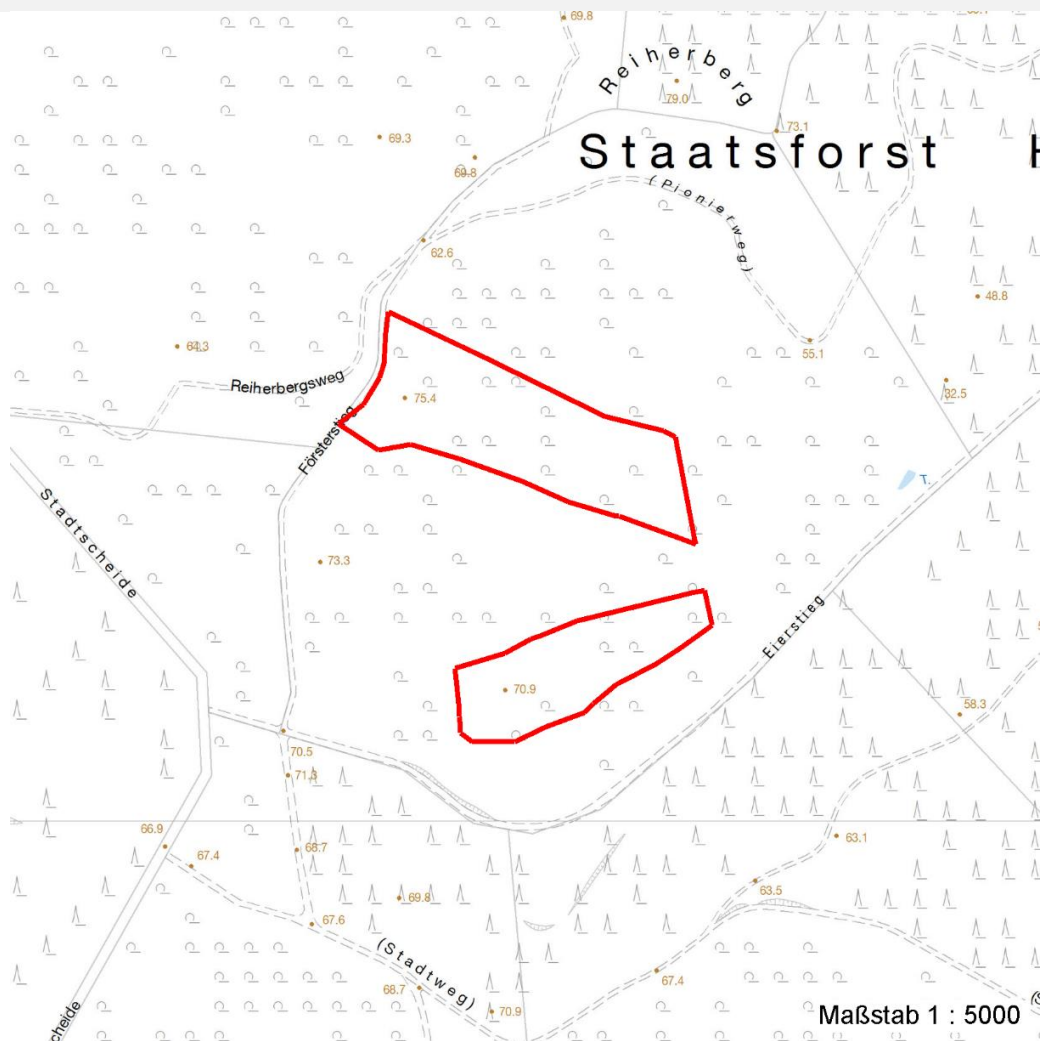 69.8
Reiherberg
79.0
73.1
69.3
69.8
Staatsforst H
(Pionierweg)
62.6
48.8
64.3
55.1
Reiherbergsweg
32.5
75.4
Försterstieg
T.
Stadtscheide
73.3
Eierstieg
70.9
58.3
70.5
71.3
66.9
67.4
68.7
63.1
63.5
69.8
67.6
(Stadtweg)
67.4
68.7
70.9
Maßstab 1 : 5000
cheide